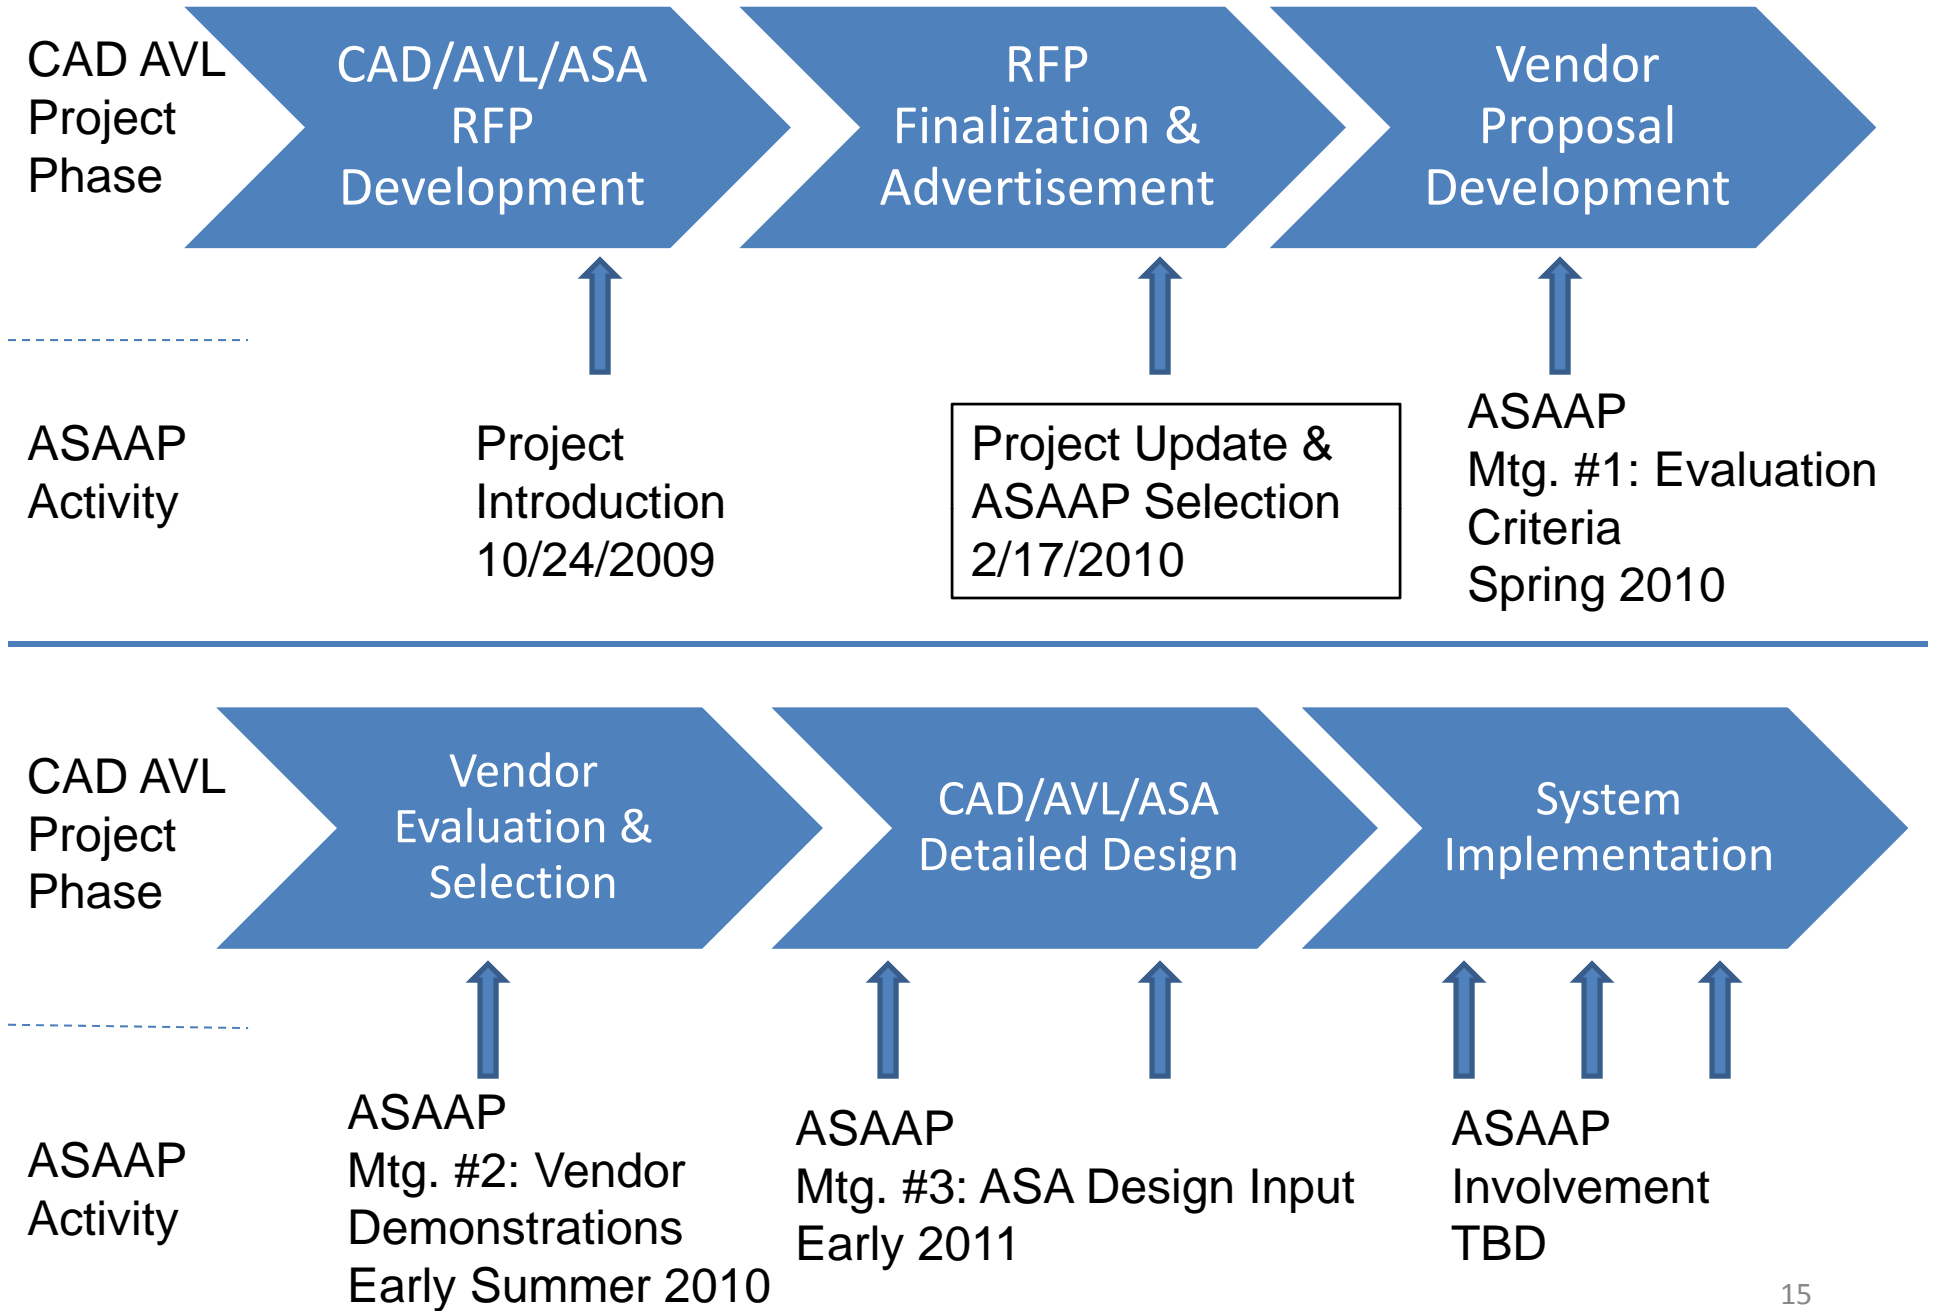 CAD AVL
Project
Phase
CAD/AVL/ASA
RFP
Development
RFP
Finalization &
Advertisement
Vendor
Proposal
Development
ASAAP
Activity
Project
Introduction
10/24/2009
Project Update &
ASAAP Selection
2/17/2010
ASAAP
Mtg. #1: Evaluation
Criteria
Spring 2010
CAD AVL
Project
Phase
Vendor
Evaluation &
Selection
CAD/AVL/ASA
Detailed Design
System
Implementation
ASAAP
Activity
ASAAP
Mtg. #2: Vendor
Demonstrations
Early Summer 2010
ASAAP
Mtg. #3: ASA Design Input
Early 2011
ASAAP
Involvement
TBD
15